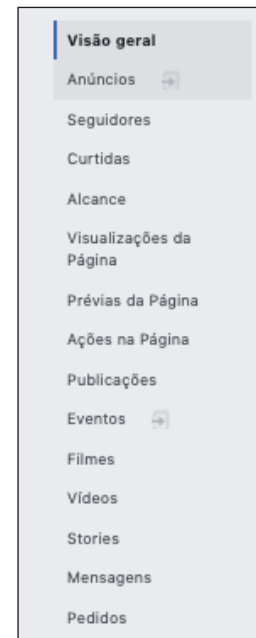 Visão geral
Anúncios
Seguidores
Curtidas
Alcance
Visualizações da
Página
Prévias da Página
Ações na Página
Publicações
Eventos
Filmes
Vídeos
Stories
Mensagens
Pedidos